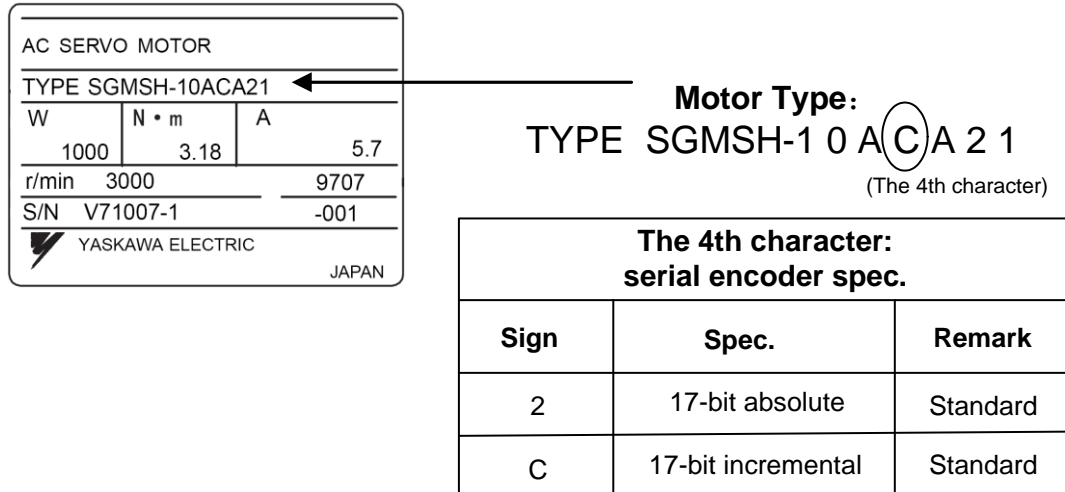 AC SERVO MOTOR
TYPE SGMSH-10ACA21
W N・m A
1000 3.18 5.7
r/min 3000 9707
S/N V71007-1 -001
YASKAWA ELECTRIC
JAPAN
Motor Type：
TYPE SGMSH-1 0 A C A 2 1
(The 4th character)
The 4th character:
serial encoder spec.
Sign Spec. Remark
2 17-bit absolute Standard
C 17-bit incremental Standard